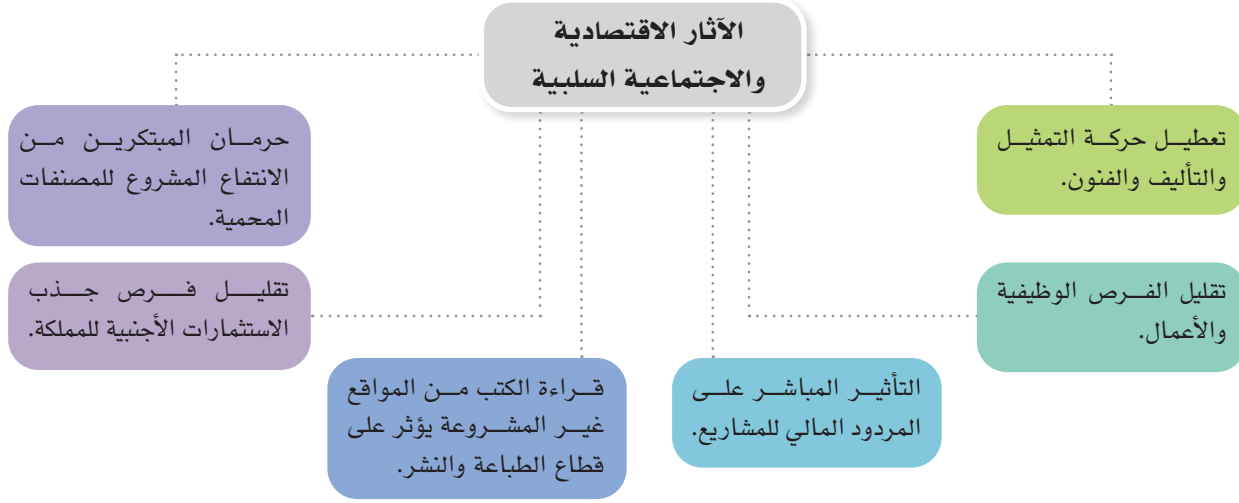 الآثار الاقتصادية
والاجتماعية السلبية
تعطيل حركة التمثيل
والتأليف والفنون.
تقليل الفرص الوظيفية
والأعمال.
التأثير المباشر على
المردود المالي للمشاريع.
قراءة الكتب من المواقع
غير المشروعة يؤثر على
قطاع الطباعة والنشر.
تقليل فرص جذب
الاستثمارات الأجنبية للمملكة.
حرمان المبتكرين من
الانتفاع المشروع للمصنفات
المحمية.